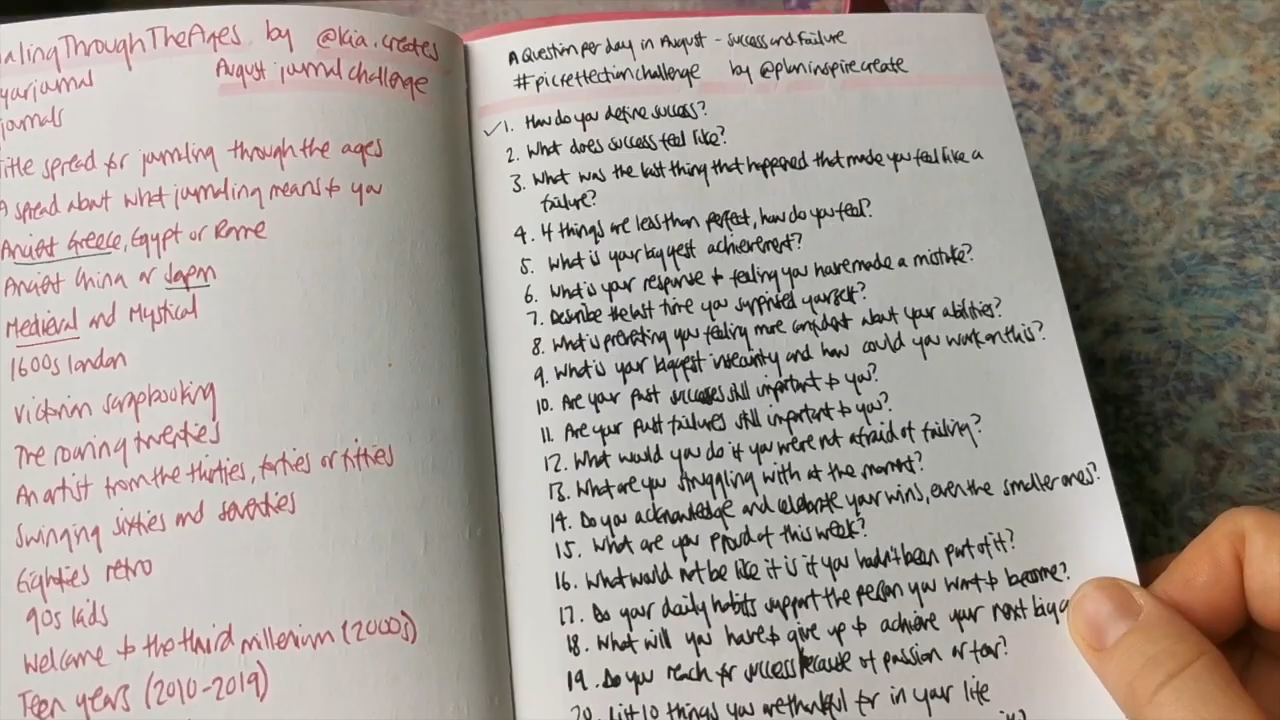 alingThroughTheAges by @kia.creates
yourjournal August journal challenge
journals
title spread for journaling through the ages
A spread about what journaling means to you
Ancient Greece, Egypt or Rome
Ancient China or Japan
Medieval and Mystical
1600s london
Victorian scrapbooking
The roaring twenties
An artist from the thirties, forties or fifties
Swinging sixties and seventies
Eighties retro
90s kids
Welcome to the third millenium (2000s)
Teen years (2010-2019)
A Question per day in August - success and failure
#picreflectionchallenge by @planinspirecreate
✓1. How do you define success?
2. What does success feel like?
3. What was the last thing that happened that made you feel like a
failure?
4. If things are less than perfect, how do you feel?
5. What is your biggest achievement?
6. What is your response to feeling you have made a mistake?
7. Describe the last time you surprised yourself?
8. What is preventing you feeling more confident about your abilities?
9. What is your biggest insecurity and how could you work on this?
10. Are your past successes still important to you?
11. Are your past failures still important to you?
12. What would you do if you were not afraid of failing?
13. What are you struggling with at the moment?
14. Do you acknowledge and celebrate your wins, even the smaller ones?
15. What are you proud of this week?
16. What would not be like it is if you hadn't been part of it?
17. Do your daily habits support the person you want to become?
18. What will you have to give up to achieve your next big
19. Do you reach for success because of passion or fear?
20. List 10 things you are thankful for in your life